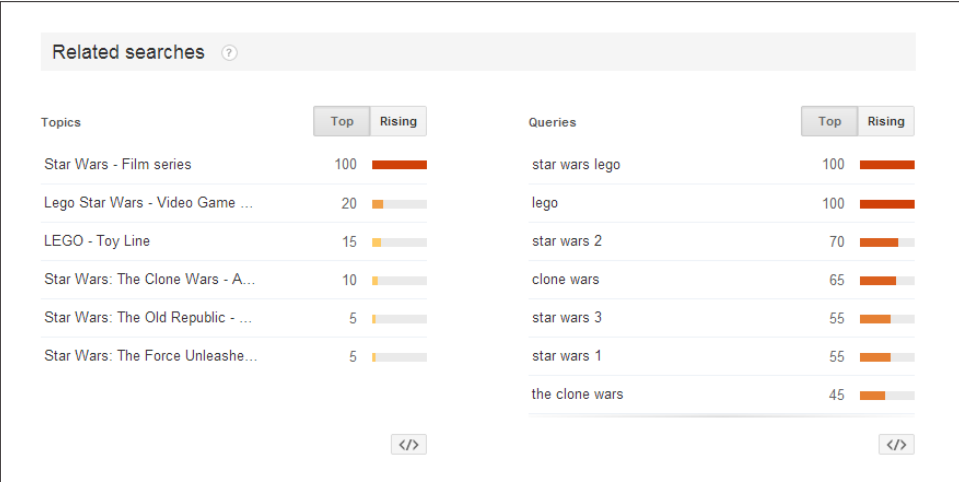 Related searches ?
Topics
Top Rising
Star Wars - Film series 100
Lego Star Wars - Video Game ... 20
LEGO - Toy Line 15
Star Wars: The Clone Wars - A... 10
Star Wars: The Old Republic - ... 5
Star Wars: The Force Unleashe... 5
</>
Queries
Top Rising
star wars lego 100
lego 100
star wars 2 70
clone wars 65
star wars 3 55
star wars 1 55
the clone wars 45
</>